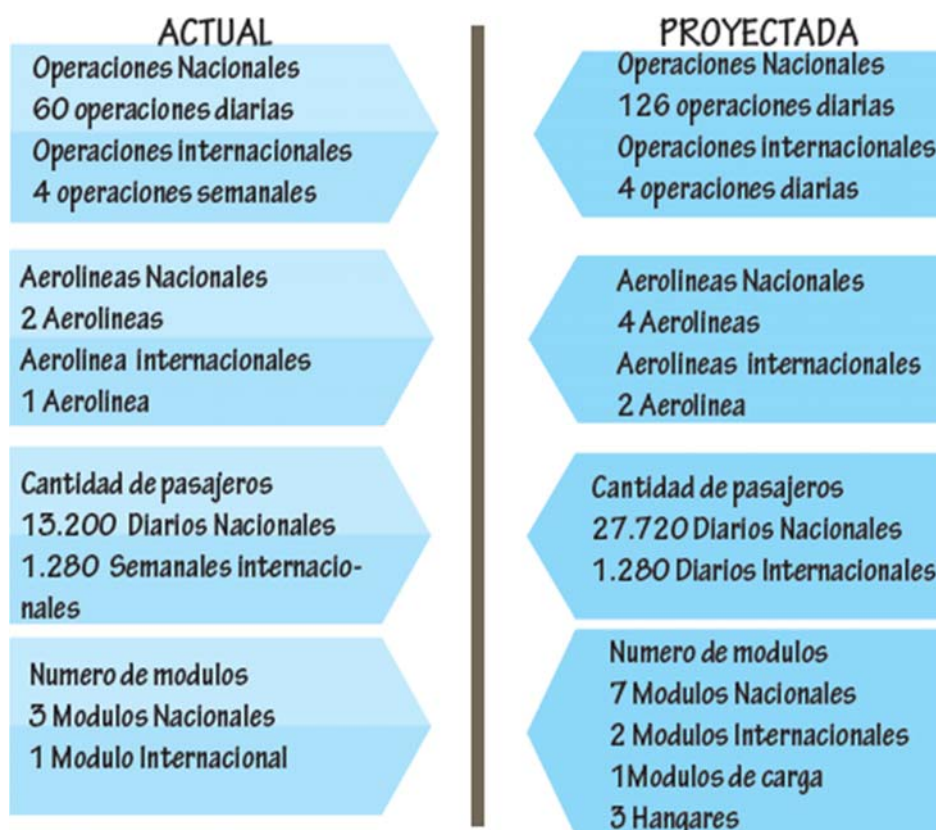 ACTUAL
Operaciones Nacionales
60 operaciones diarias
Operaciones internacionales
4 operaciones semanales
Aerolineas Nacionales
2 Aerolineas
Aerolinea internacionales
1 Aerolinea
Cantidad de pasajeros
13.200 Diarios Nacionales
1.280 Semanales internacio-
nales
Numero de modulos
3 Modulos Nacionales
1 Modulo Internacional
PROYECTADA
Operaciones Nacionales
126 operaciones diarias
Operaciones internacionales
4 operaciones diarias
Aerolineas Nacionales
4 Aerolineas
Aerolineas internacionales
2 Aerolinea
Cantidad de pasajeros
27.720 Diarios Nacionales
1.280 Diarios Internacionales
Numero de modulos
7 Modulos Nacionales
2 Modulos Internacionales
1Modulos de carga
3 Hangares